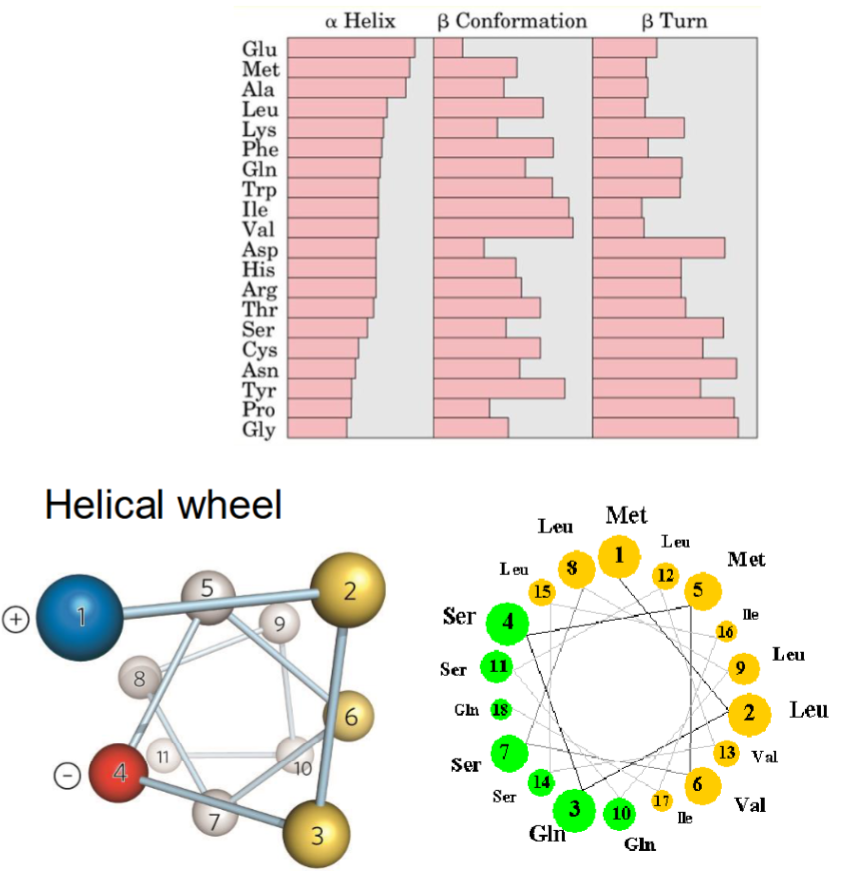 α Helix β Conformation β Turn
Glu
Met
Ala
Leu
Lys
Phe
Gln
Trp
Ile
Val
Asp
His
Arg
Thr
Ser
Cys
Asn
Tyr
Pro
Gly
Helical wheel
+ 1 5 2
9
8
6
− 4 11 10
7
3
Leu Met
Leu
1
8 12 Met
Leu 15 5
Ser 4 Ile
16
Ser 11 9 Leu
Gln 18 2 Leu
Ser 7 13 Val
14 6
Ser 3 10 17 Val
Gln Ile
Gln